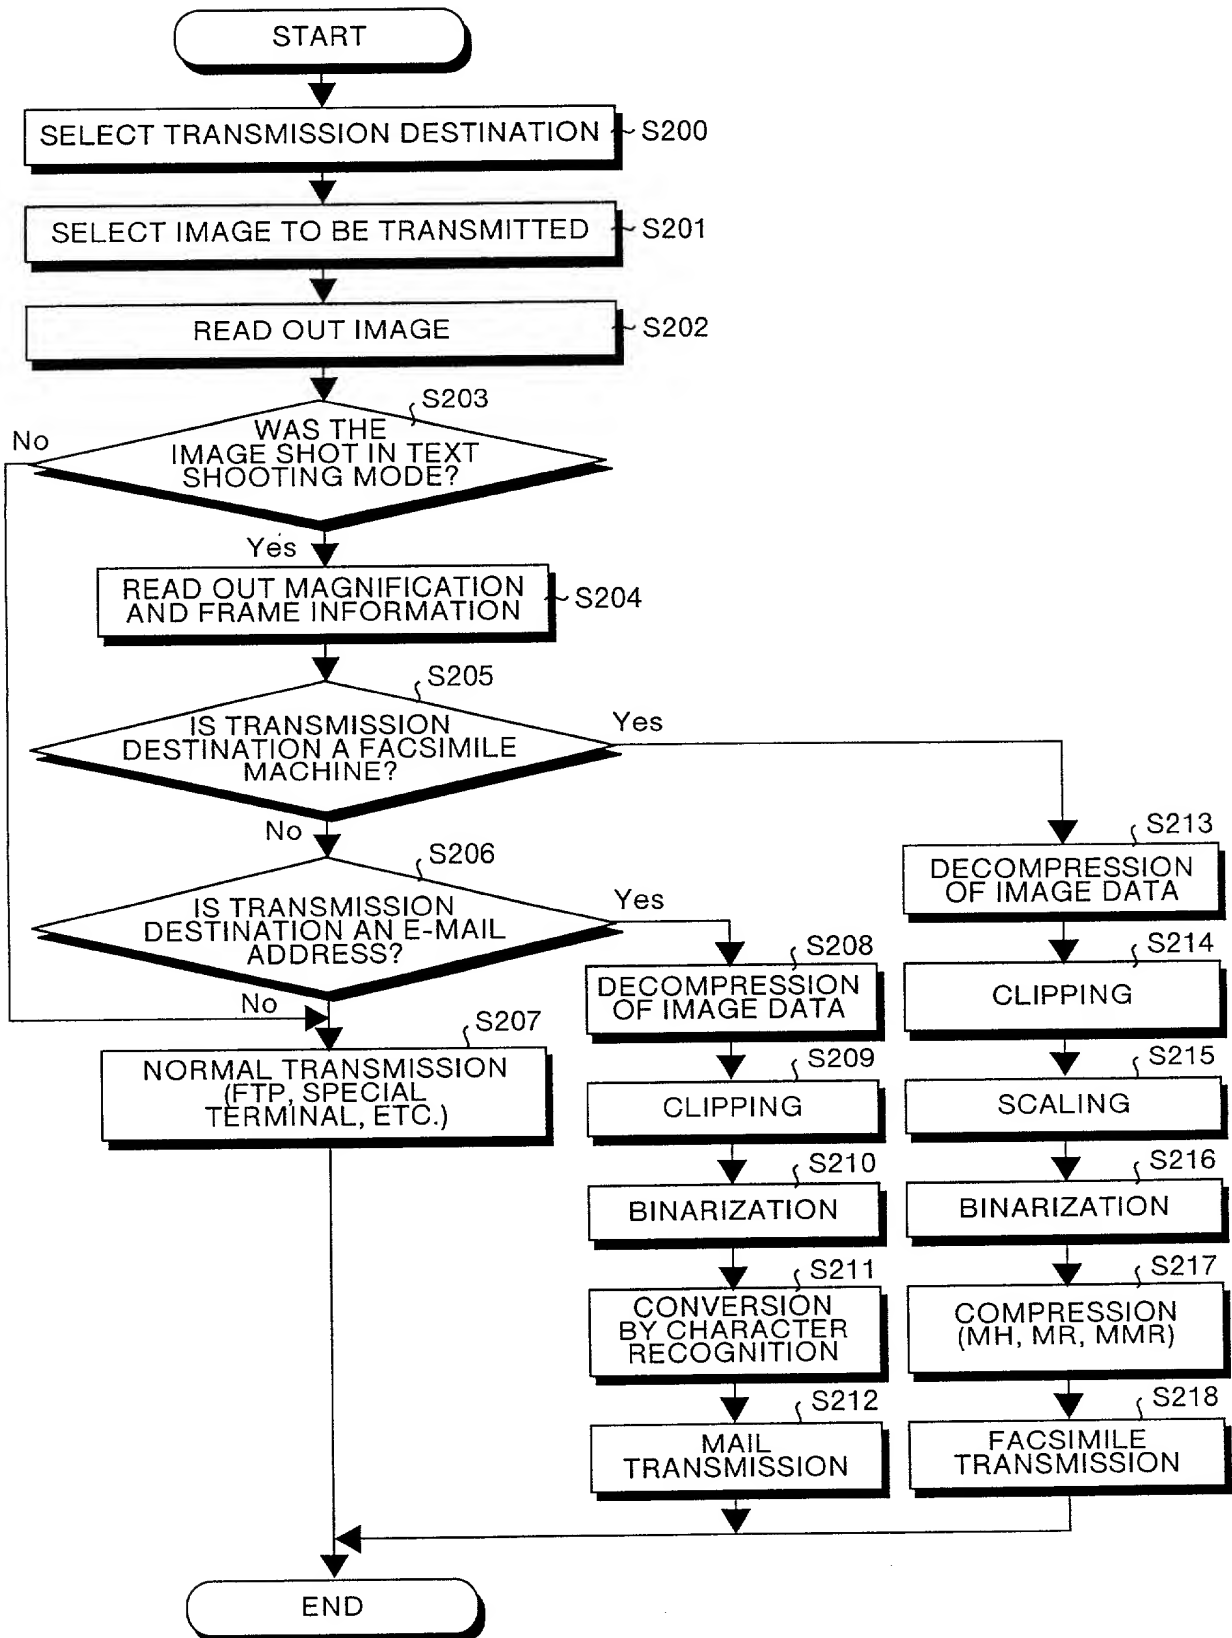 START
SELECT TRANSMISSION DESTINATION
S200
SELECT IMAGE TO BE TRANSMITTED
S201
READ OUT IMAGE
S202
S203
WAS THE
IMAGE SHOT IN TEXT
SHOOTING MODE?
No
Yes
READ OUT MAGNIFICATION
AND FRAME INFORMATION
S204
S205
IS TRANSMISSION
DESTINATION A FACSIMILE
MACHINE?
Yes
No
S206
IS TRANSMISSION
DESTINATION AN E-MAIL
ADDRESS?
Yes
No
S207
NORMAL TRANSMISSION
(FTP, SPECIAL
TERMINAL, ETC.)
S208
DECOMPRESSION
OF IMAGE DATA
S209
CLIPPING
S210
BINARIZATION
S211
CONVERSION
BY CHARACTER
RECOGNITION
S212
MAIL
TRANSMISSION
S213
DECOMPRESSION
OF IMAGE DATA
S214
CLIPPING
S215
SCALING
S216
BINARIZATION
S217
COMPRESSION
(MH, MR, MMR)
S218
FACSIMILE
TRANSMISSION
END